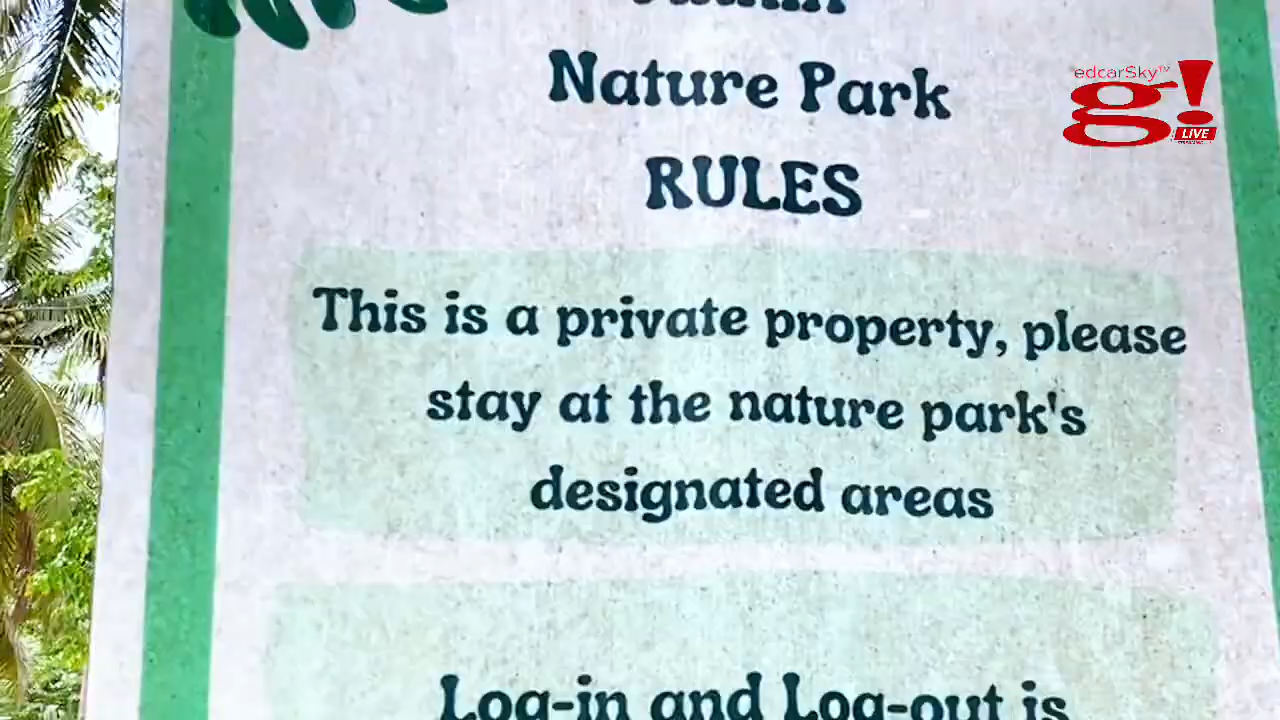 Nature Park
RULES
This is a private property, please
stay at the nature park's
designated areas
Log-in and Log-out is
edcarSky™
g!
LIVE